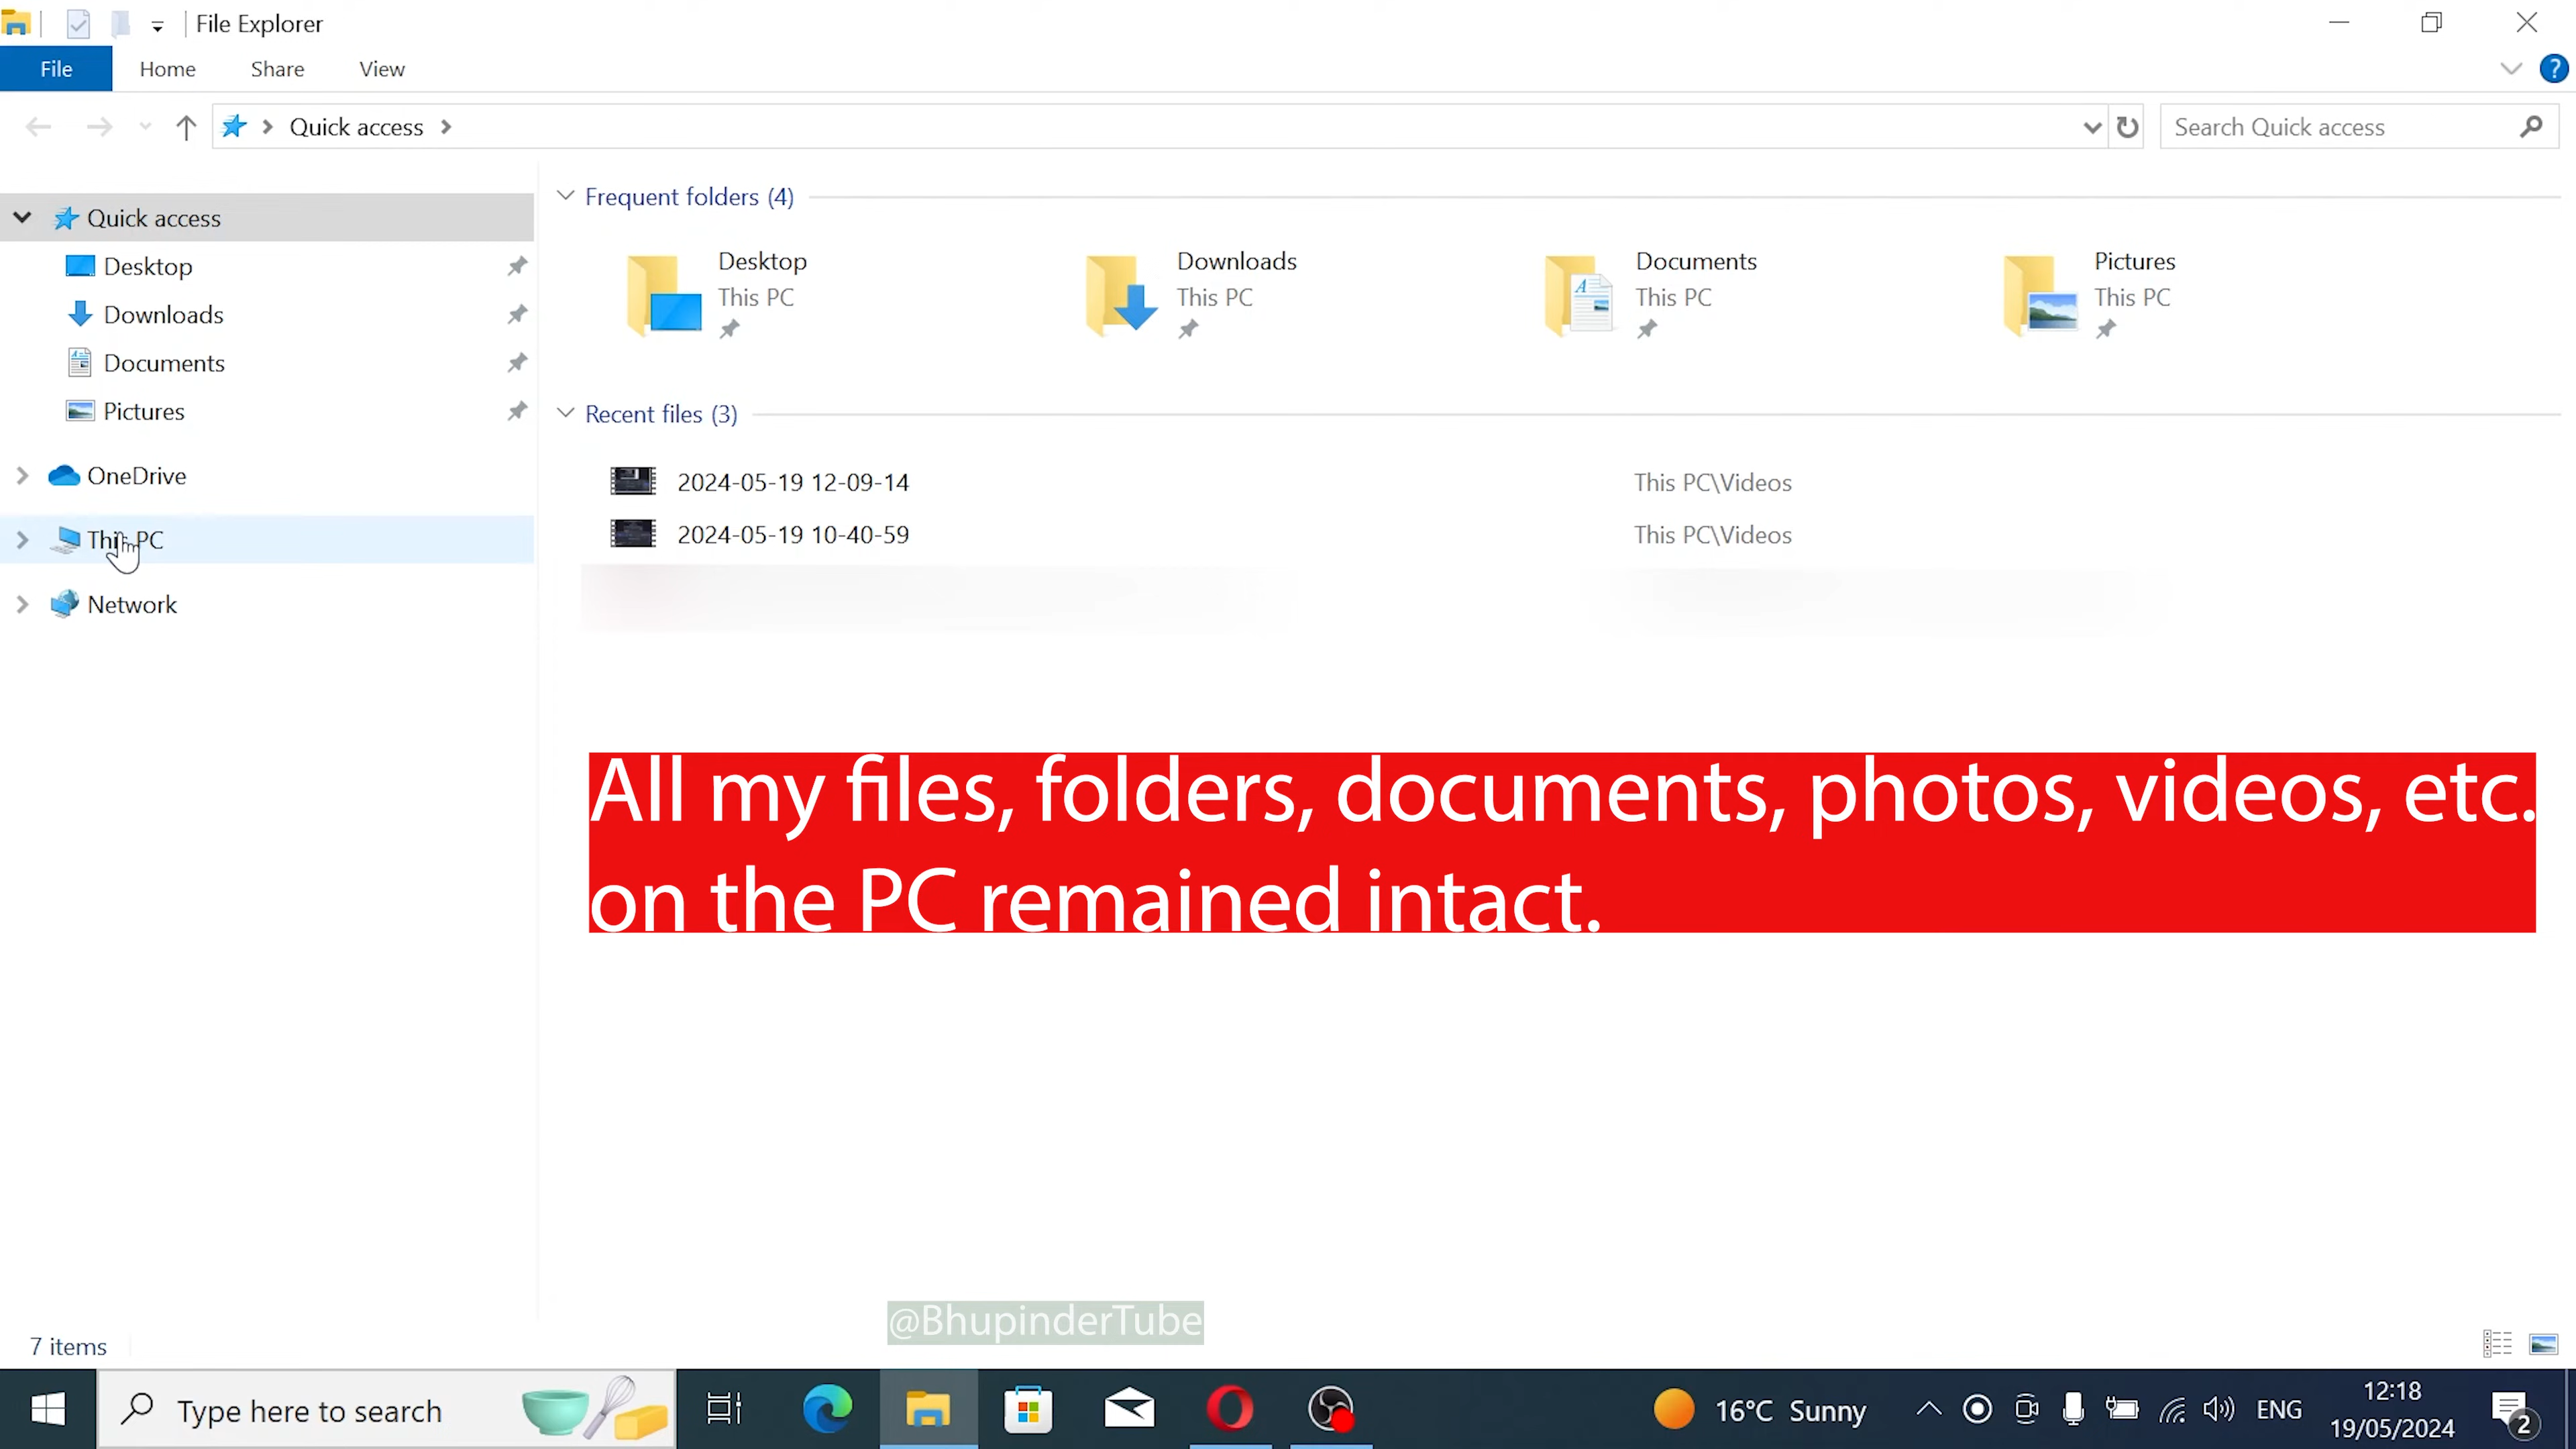 File Explorer
File Home Share View
Quick access
Search Quick access
Quick access
Desktop
Downloads
Documents
Pictures
OneDrive
This PC
Network
Frequent folders (4)
Desktop
This PC
Downloads
This PC
Documents
This PC
Pictures
This PC
Recent files (3)
2024-05-19 12-09-14 This PC\Videos
2024-05-19 10-40-59 This PC\Videos
All my files, folders, documents, photos, videos, etc.
on the PC remained intact.
@BhupinderTube
7 items
Type here to search
16°C Sunny
ENG
12:18
19/05/2024
2